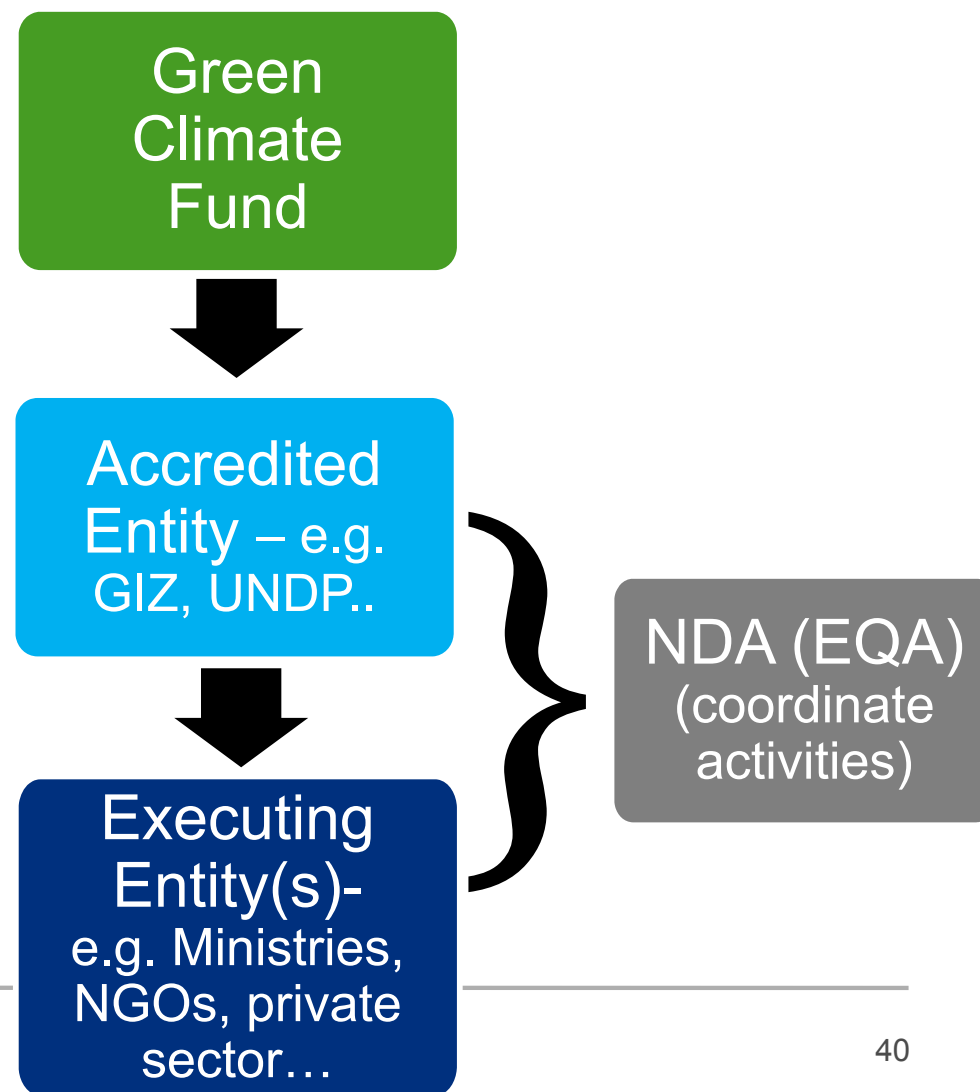 Green
Climate
Fund
Accredited
Entity – e.g.
GIZ, UNDP..
NDA (EQA)
(coordinate
activities)
Executing
Entity(s)-
e.g. Ministries,
NGOs, private
sector…
40